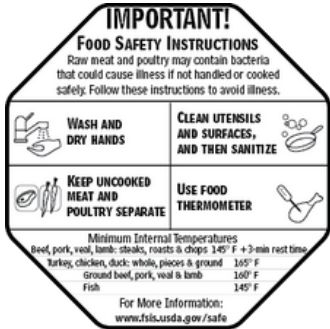 IMPORTANT!
FOOD SAFETY INSTRUCTIONS
Raw meat and poultry may contain bacteria
that could cause illness if not handled or cooked
safely. Follow these instructions to avoid illness.
WASH AND
DRY HANDS
CLEAN UTENSILS
AND SURFACES,
AND THEN SANITIZE
KEEP UNCOOKED
MEAT AND
POULTRY SEPARATE
USE FOOD
THERMOMETER
Minimum Internal Temperatures
Beef, pork, veal, lamb: steaks, roasts & chops 145° F +3-min rest time
Turkey, chicken, duck: whole, pieces & ground 165° F
Ground beef, pork, veal & lamb 160° F
Fish 145° F
For More Information:
www.fsis.usda.gov/safe